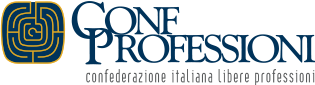 CONF
PROFESSIONI
confederazione italiana libere professioni